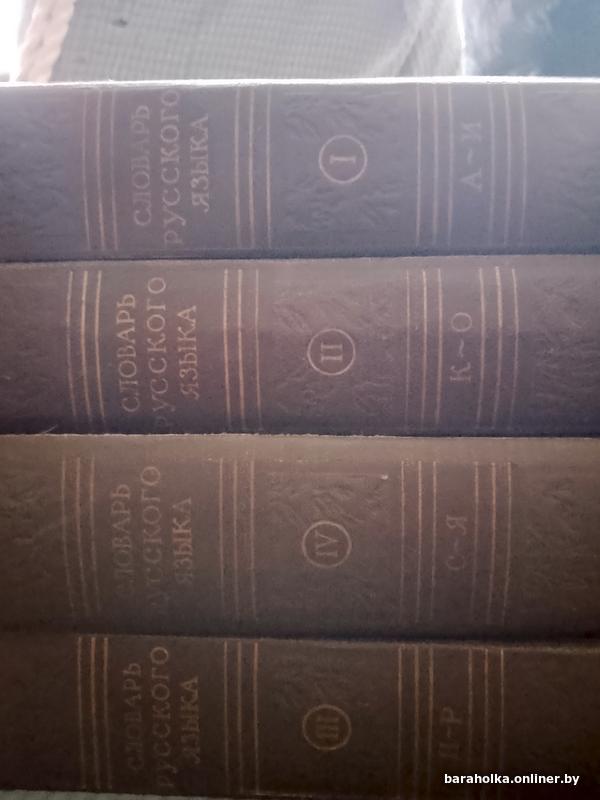 СЛОВАРЬ
РУССКОГО
ЯЗЫКА
I
А~И
СЛОВАРЬ
РУССКОГО
ЯЗЫКА
II
К~О
СЛОВАРЬ
РУССКОГО
ЯЗЫКА
IV
С~Я
СЛОВАРЬ
РУССКОГО
ЯЗЫКА
III
П~Р
baraholka.onliner.by